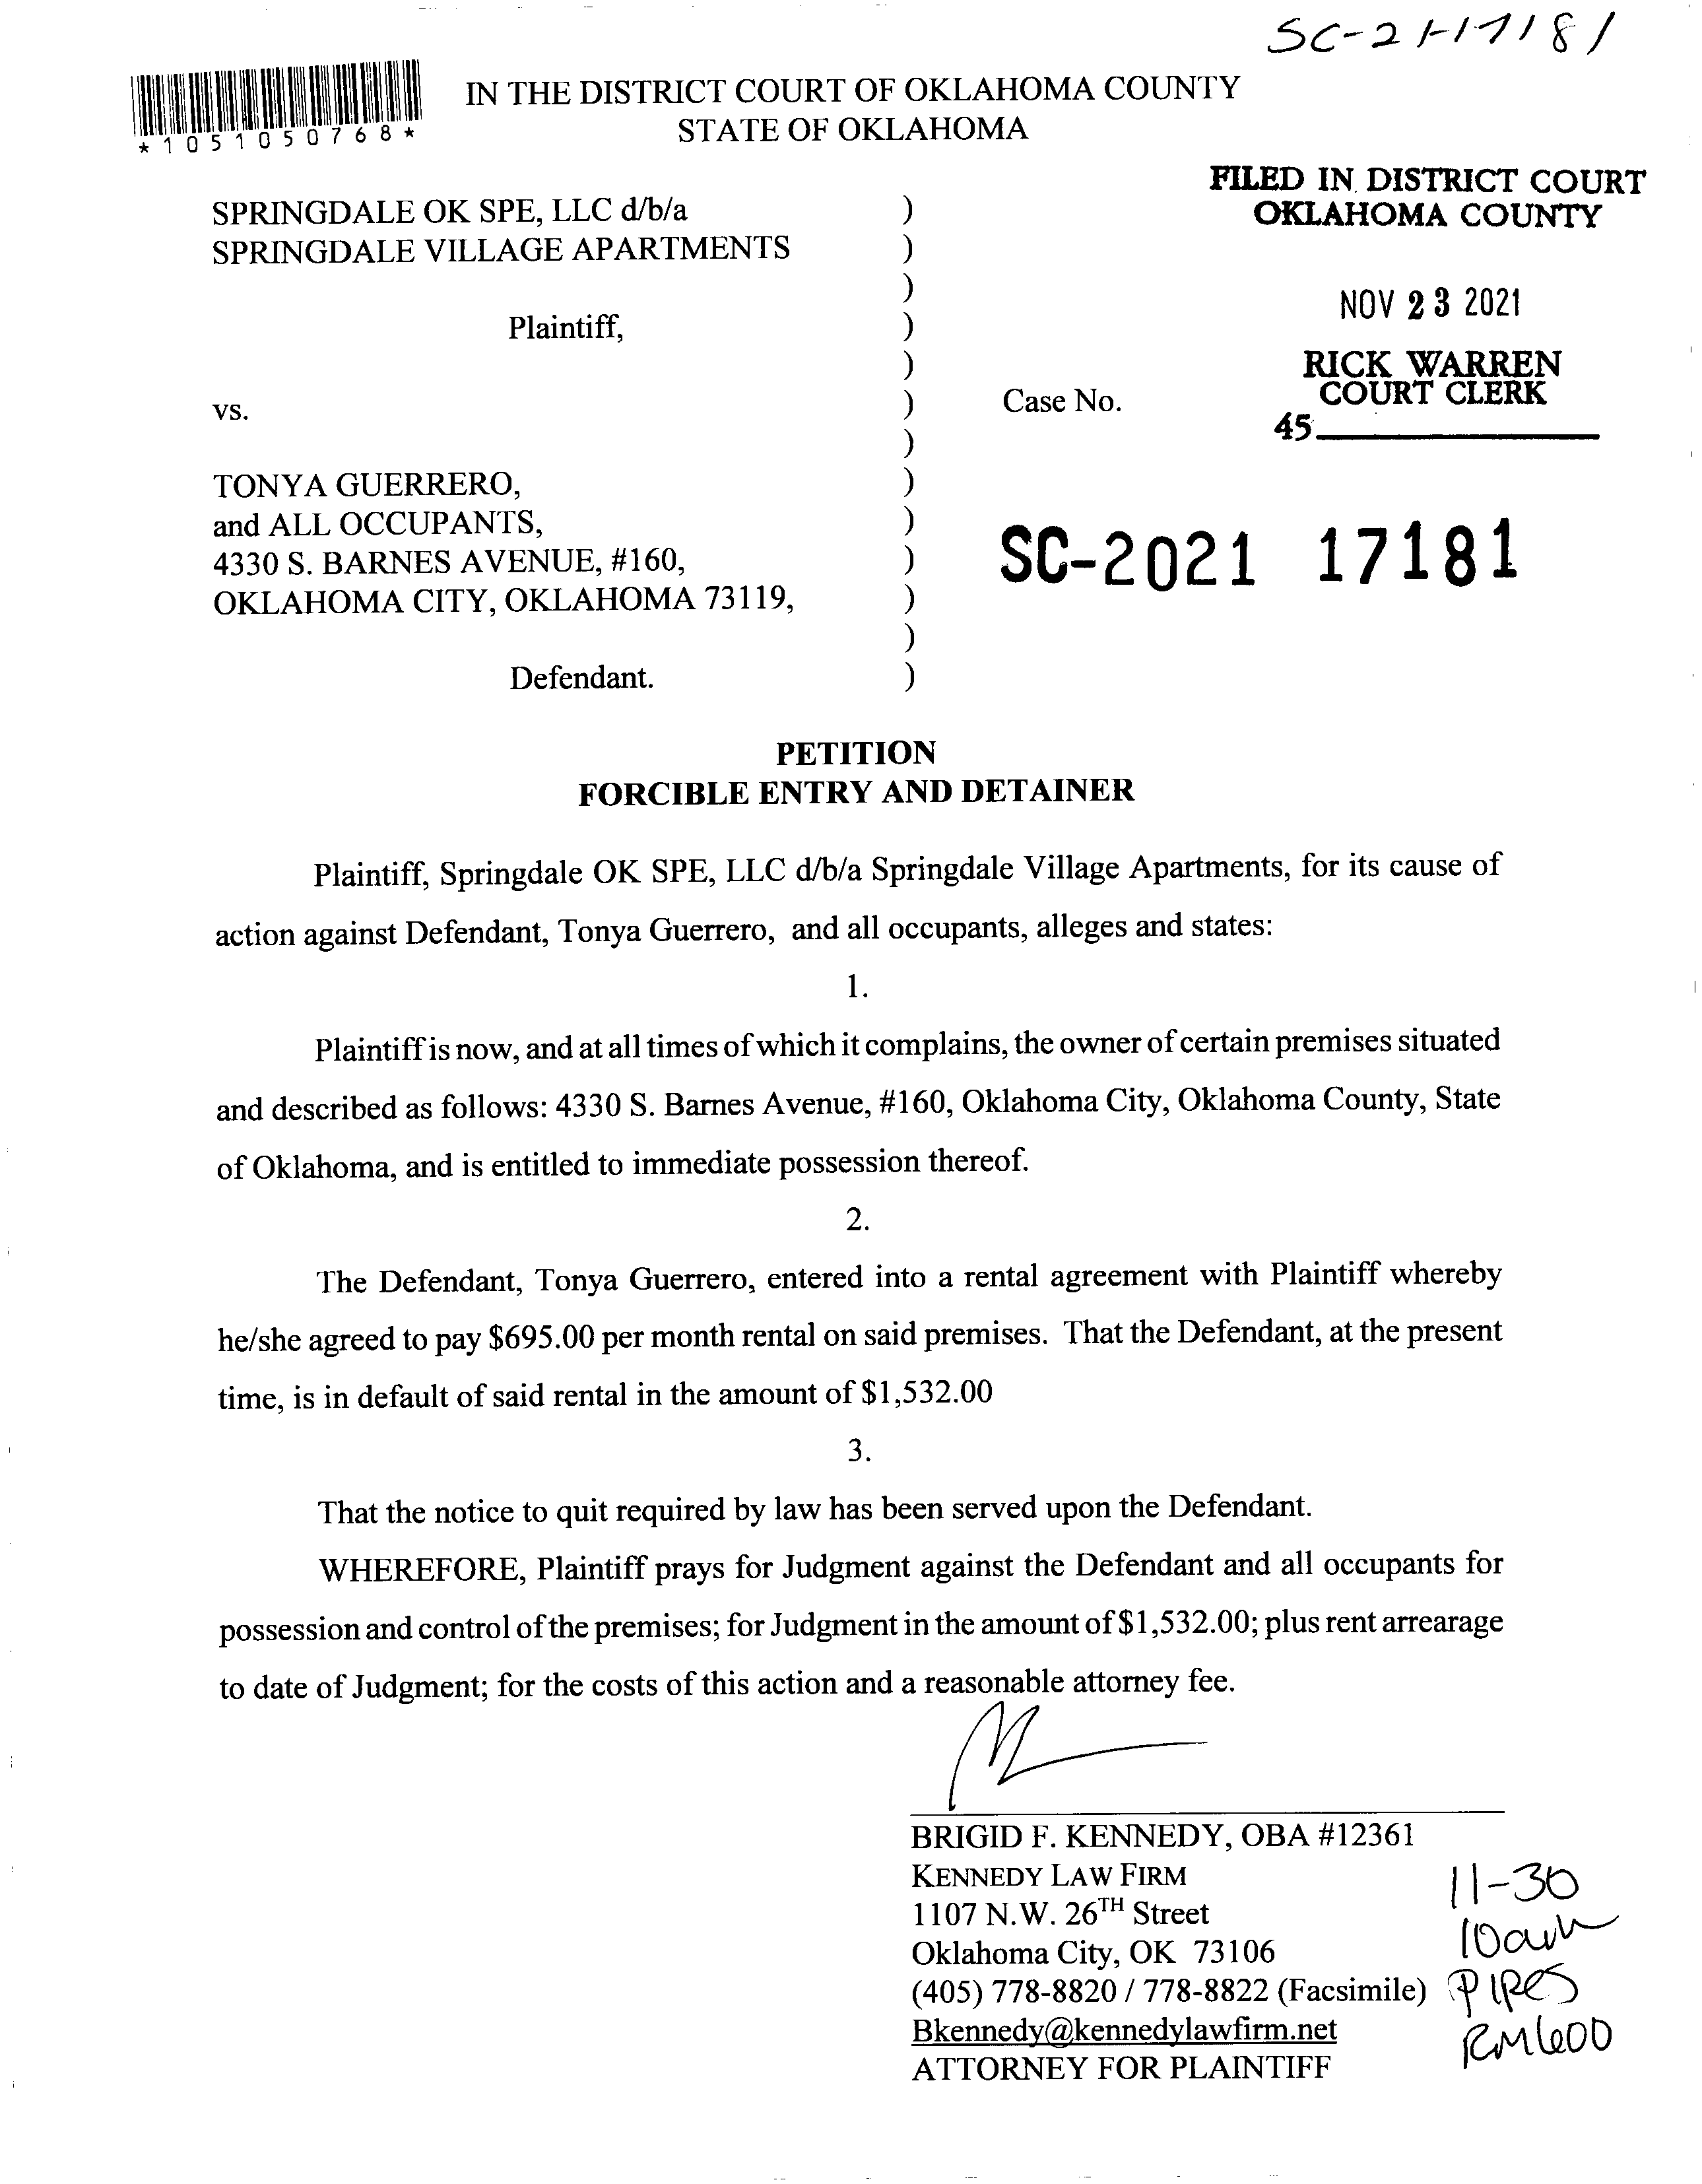 SC-21-17181
*1051050768*
IN THE DISTRICT COURT OF OKLAHOMA COUNTY
STATE OF OKLAHOMA
FILED IN DISTRICT COURT
OKLAHOMA COUNTY
NOV 23 2021
RICK WARREN
COURT CLERK
45
SPRINGDALE OK SPE, LLC d/b/a )
SPRINGDALE VILLAGE APARTMENTS )
)
Plaintiff, )
)
vs. ) Case No.
)
TONYA GUERRERO, )
and ALL OCCUPANTS, )
4330 S. BARNES AVENUE, #160, ) SC-2021 17181
OKLAHOMA CITY, OKLAHOMA 73119, )
)
Defendant. )
PETITION
FORCIBLE ENTRY AND DETAINER
Plaintiff, Springdale OK SPE, LLC d/b/a Springdale Village Apartments, for its cause of
action against Defendant, Tonya Guerrero, and all occupants, alleges and states:
1.
Plaintiff is now, and at all times of which it complains, the owner of certain premises situated
and described as follows: 4330 S. Barnes Avenue, #160, Oklahoma City, Oklahoma County, State
of Oklahoma, and is entitled to immediate possession thereof.
2.
The Defendant, Tonya Guerrero, entered into a rental agreement with Plaintiff whereby
he/she agreed to pay $695.00 per month rental on said premises. That the Defendant, at the present
time, is in default of said rental in the amount of $1,532.00
3.
That the notice to quit required by law has been served upon the Defendant.
WHEREFORE, Plaintiff prays for Judgment against the Defendant and all occupants for
possession and control of the premises; for Judgment in the amount of $1,532.00; plus rent arrearage
to date of Judgment; for the costs of this action and a reasonable attorney fee.
BRIGID F. KENNEDY, OBA #12361
KENNEDY LAW FIRM
1107 N.W. 26TH Street
Oklahoma City, OK 73106
(405) 778-8820 / 778-8822 (Facsimile)
Bkennedy@kennedylawfirm.net
ATTORNEY FOR PLAINTIFF
11-30
10am
PIRES
RM600